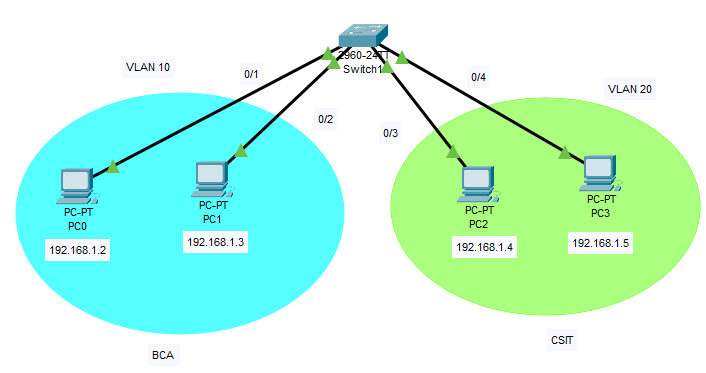 2960-24TT
Switch1
VLAN 10
0/1
0/4
VLAN 20
0/2
0/3
PC-PT
PC0
192.168.1.2
PC-PT
PC1
192.168.1.3
PC-PT
PC2
192.168.1.4
PC-PT
PC3
192.168.1.5
BCA
CSIT